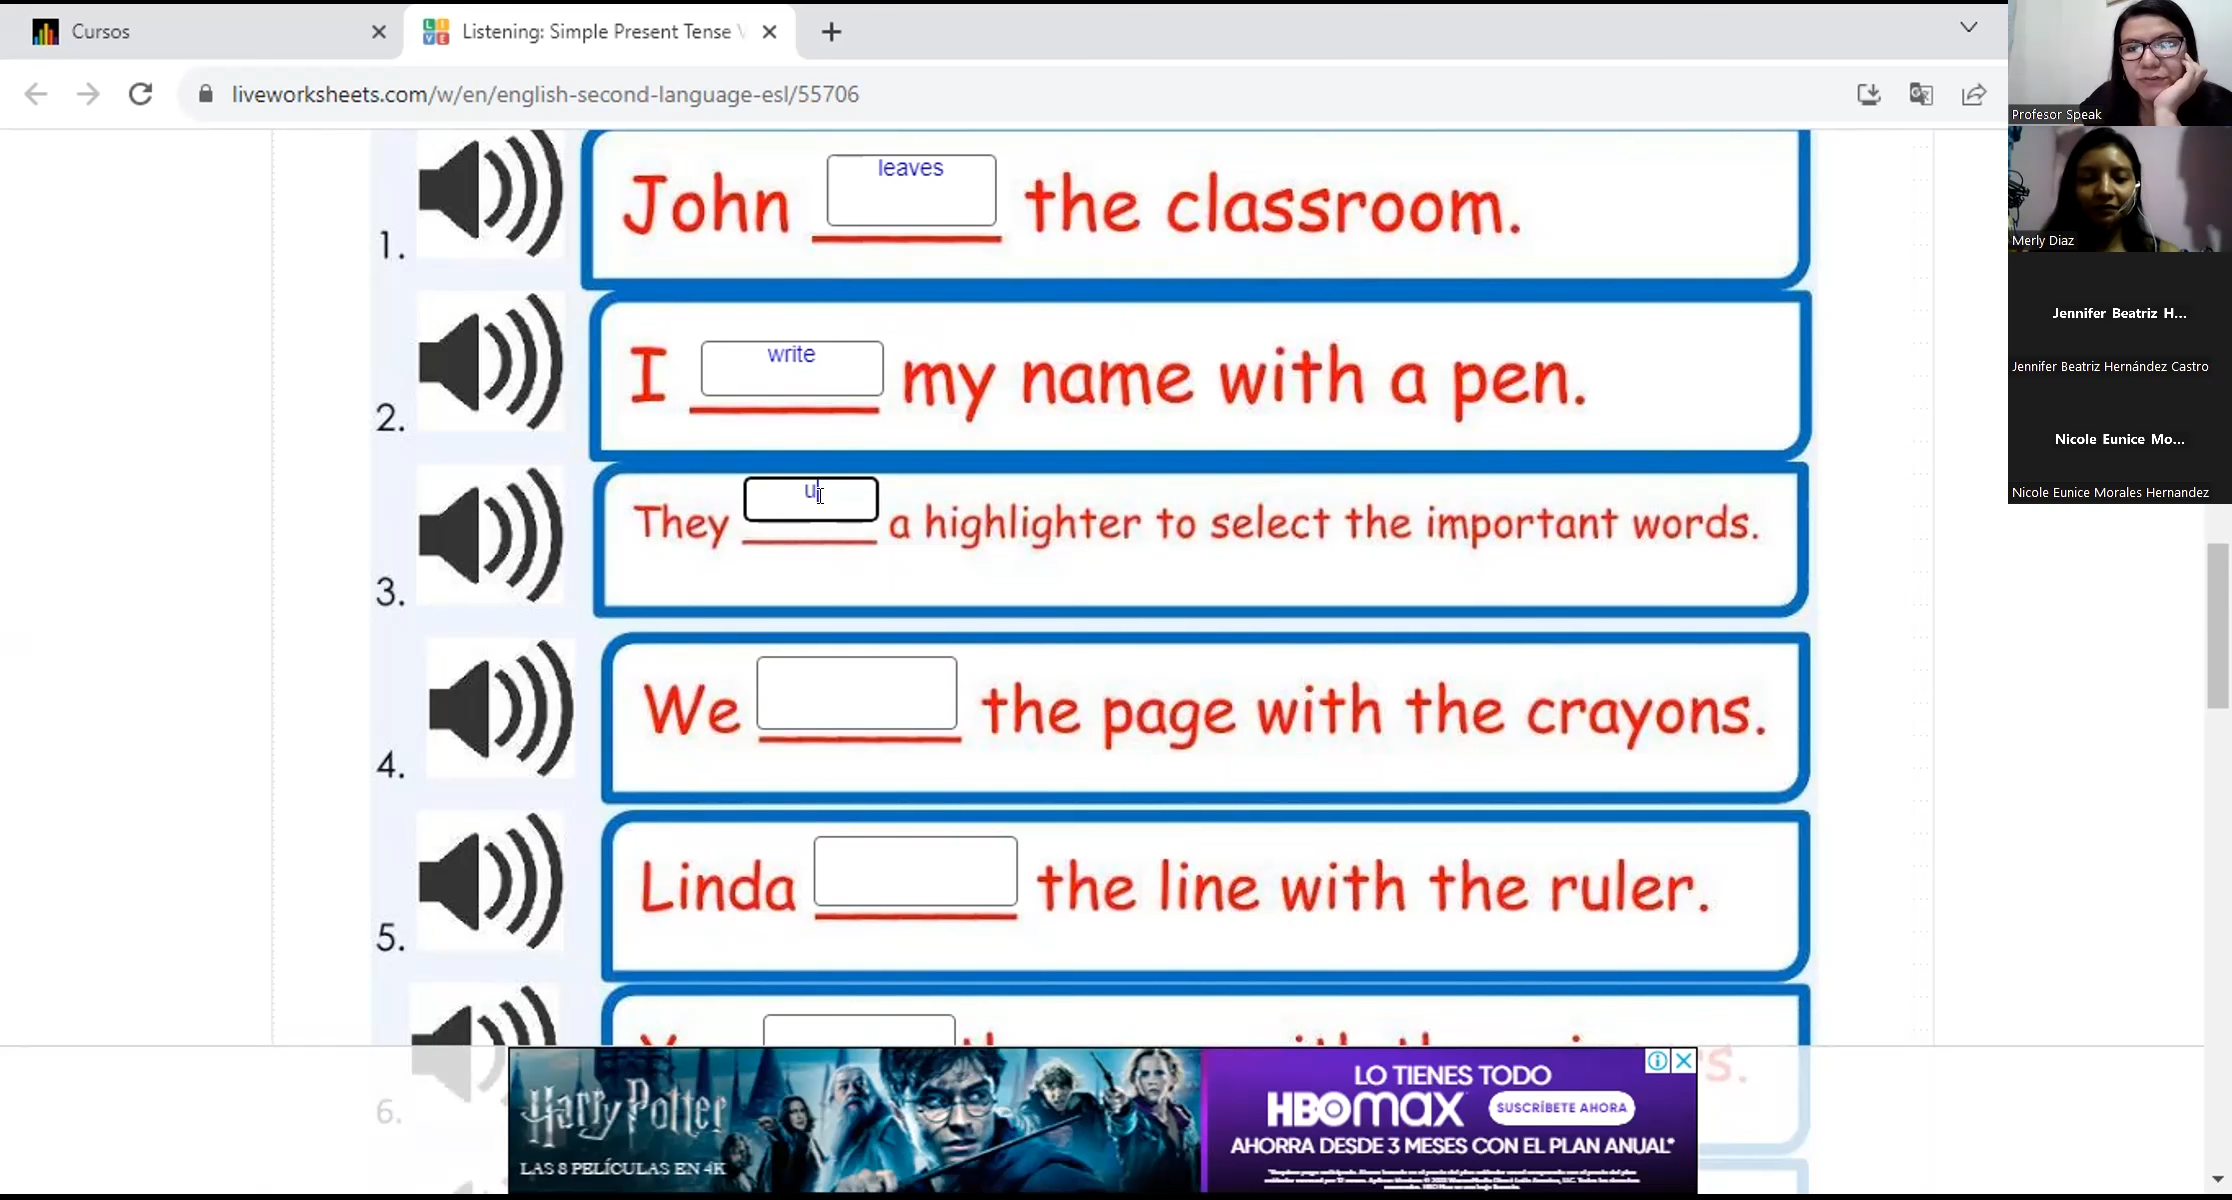 Cursos
Listening: Simple Present Tense
liveworksheets.com/w/en/english-second-language-esl/55706
Profesor Speak
Merly Diaz
Jennifer Beatriz H...
Jennifer Beatriz Hernández Castro
Nicole Eunice Mo...
Nicole Eunice Morales Hernandez
1. John leaves the classroom.
2. I write my name with a pen.
3. They u a highlighter to select the important words.
4. We the page with the crayons.
5. Linda the line with the ruler.
6.
Harry Potter
LAS 8 PELÍCULAS EN 4K
LO TIENES TODO
HBOmax SUSCRÍBETE AHORA
AHORRA DESDE 3 MESES CON EL PLAN ANUAL*